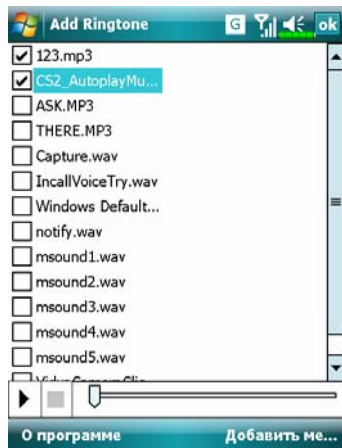 Add Ringtone G ok
123.mp3
CS2_AutoplayMu...
ASK.MP3
THERE.MP3
Capture.wav
IncallVoiceTry.wav
Windows Default...
notify.wav
msound1.wav
msound2.wav
msound3.wav
msound4.wav
msound5.wav
О программе Добавить ме...